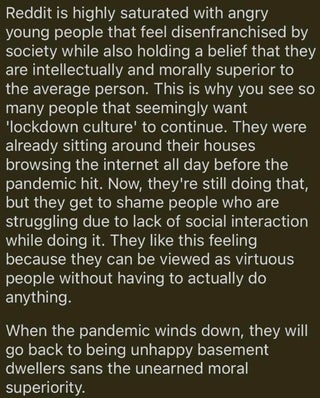 Reddit is highly saturated with angry
young people that feel disenfranchised by
society while also holding a belief that they
are intellectually and morally superior to
the average person. This is why you see so
many people that seemingly want
'lockdown culture' to continue. They were
already sitting around their houses
browsing the internet all day before the
pandemic hit. Now, they're still doing that,
but they get to shame people who are
struggling due to lack of social interaction
while doing it. They like this feeling
because they can be viewed as virtuous
people without having to actually do
anything.
When the pandemic winds down, they will
go back to being unhappy basement
dwellers sans the unearned moral
superiority.